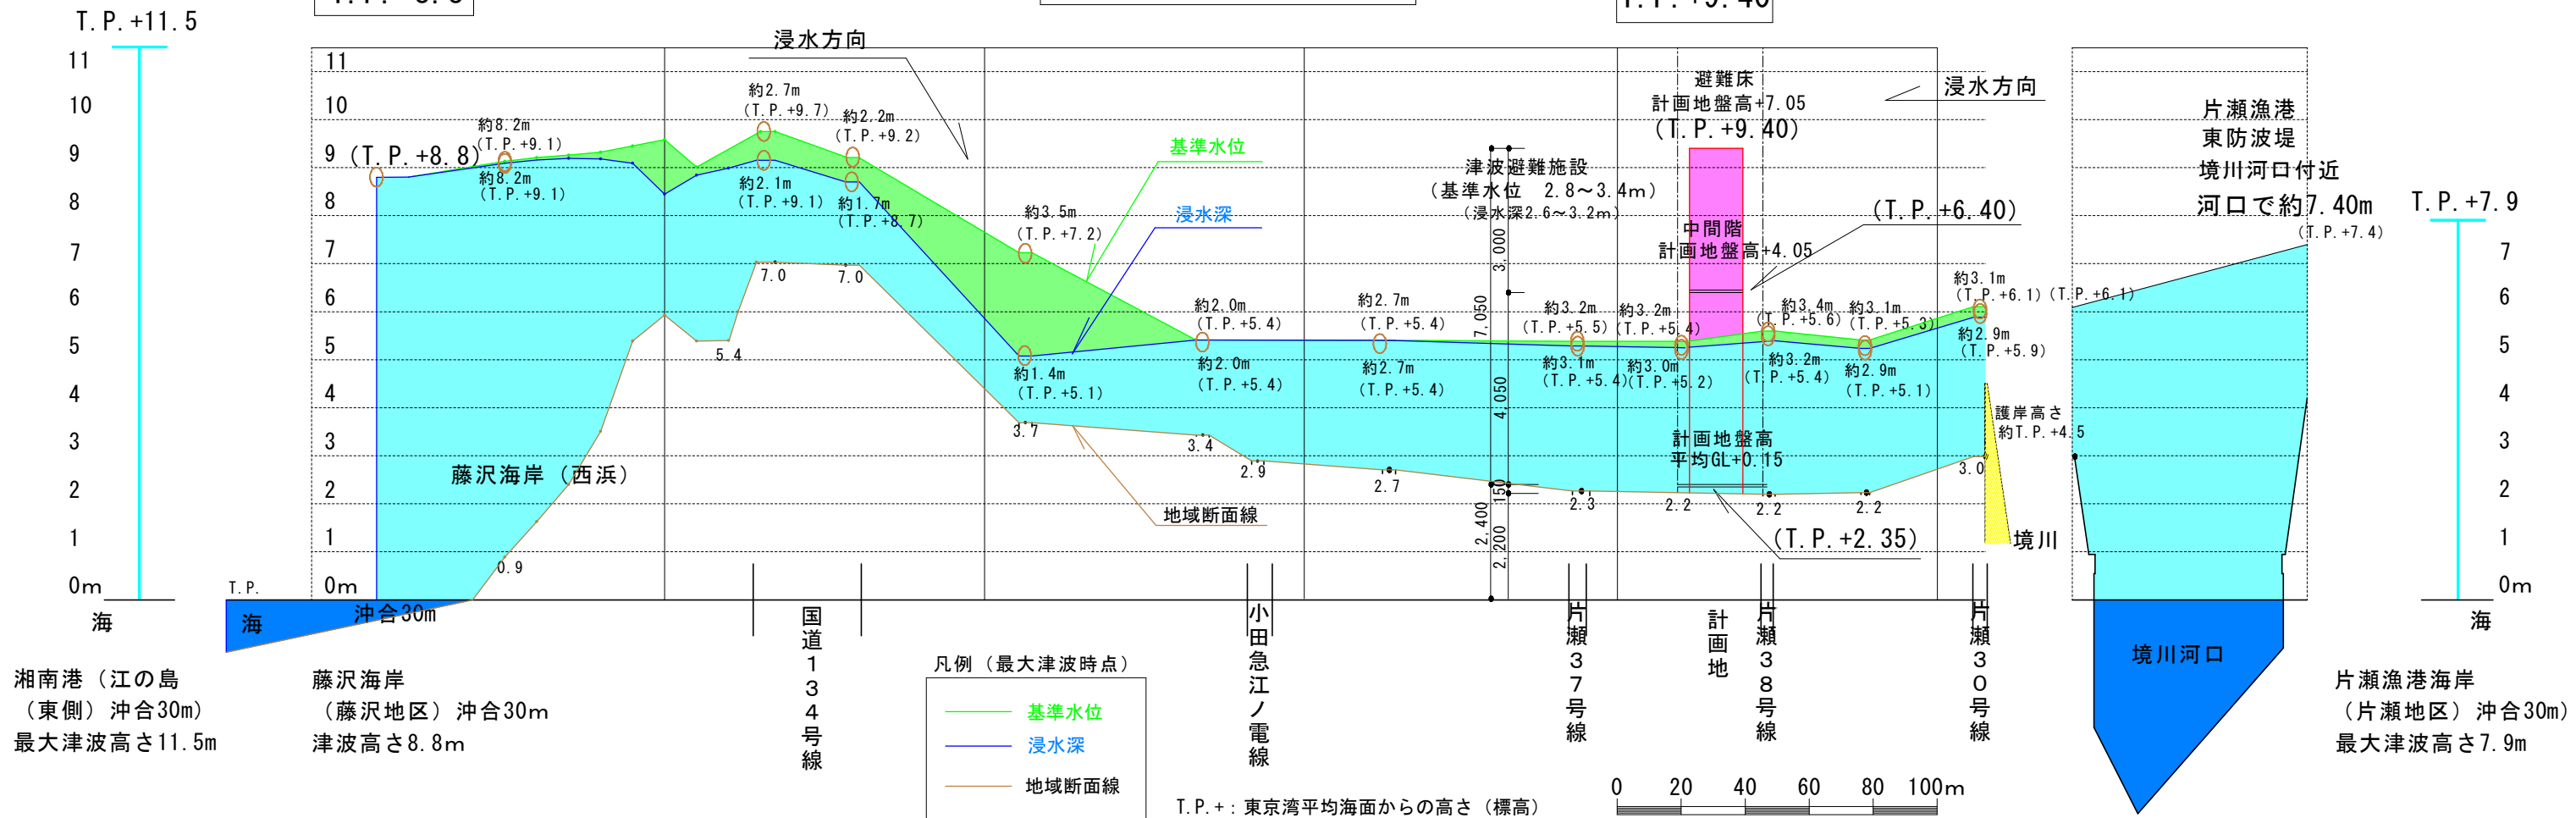 T.P.+11.5
11
10
9
8
7
6
5
4
3
2
1
0m
海
湘南港（江の島
（東側）沖合30m）
最大津波高さ11.5m
T.P.
海
11
10
9
8
7
6
5
4
3
2
1
0m
沖合30m
藤沢海岸
（藤沢地区）沖合30m
津波高さ8.8m
(T.P.+8.8)
約8.2m
(T.P.+9.1)
約8.2m
(T.P.+9.1)
藤沢海岸（西浜）
0.9
5.4
浸水方向
約2.7m
(T.P.+9.7)
約2.2m
(T.P.+9.2)
約2.1m
(T.P.+9.1)
約1.7m
(T.P.+8.7)
7.0
7.0
国道134号線
基準水位
浸水深
地域断面線
約3.5m
(T.P.+7.2)
約1.4m
(T.P.+5.1)
3.7
約2.0m
(T.P.+5.4)
約2.0m
(T.P.+5.4)
3.4
2.9
小田急江ノ電線
約2.7m
(T.P.+5.4)
約2.7m
(T.P.+5.4)
2.7
津波避難施設
（基準水位 2.8～3.4m）
（浸水深2.6～3.2m）
3,000
7,050
4,050
150
2,400
2,200
約3.2m
(T.P.+5.5)
約3.1m
(T.P.+5.4)
2.3
片瀬37号線
T.P.+9.40
避難床
計画地盤高+7.05
(T.P.+9.40)
中間階
計画地盤高+4.05
(T.P.+6.40)
約3.2m
(T.P.+5.4)
約3.0m
(T.P.+5.2)
計画地盤高
平均GL+0.15
2.2
(T.P.+2.35)
計画地
約3.4m
(T.P.+5.6)
約3.2m
(T.P.+5.4)
2.2
片瀬38号線
約3.1m
(T.P.+5.3)
約2.9m
(T.P.+5.1)
2.2
浸水方向
約3.1m
(T.P.+6.1)
(T.P.+6.1)
約2.9m
(T.P.+5.9)
3.0
護岸高さ
約T.P.+4.5
境川
片瀬30号線
片瀬漁港
東防波堤
境川河口付近
河口で約7.40m
(T.P.+7.4)
境川河口
T.P.+7.9
7
6
5
4
3
2
1
0m
海
片瀬漁港海岸
（片瀬地区）沖合30m）
最大津波高さ7.9m
凡例（最大津波時点）
基準水位
浸水深
地域断面線
T.P.+：東京湾平均海面からの高さ（標高）
0 20 40 60 80 100m